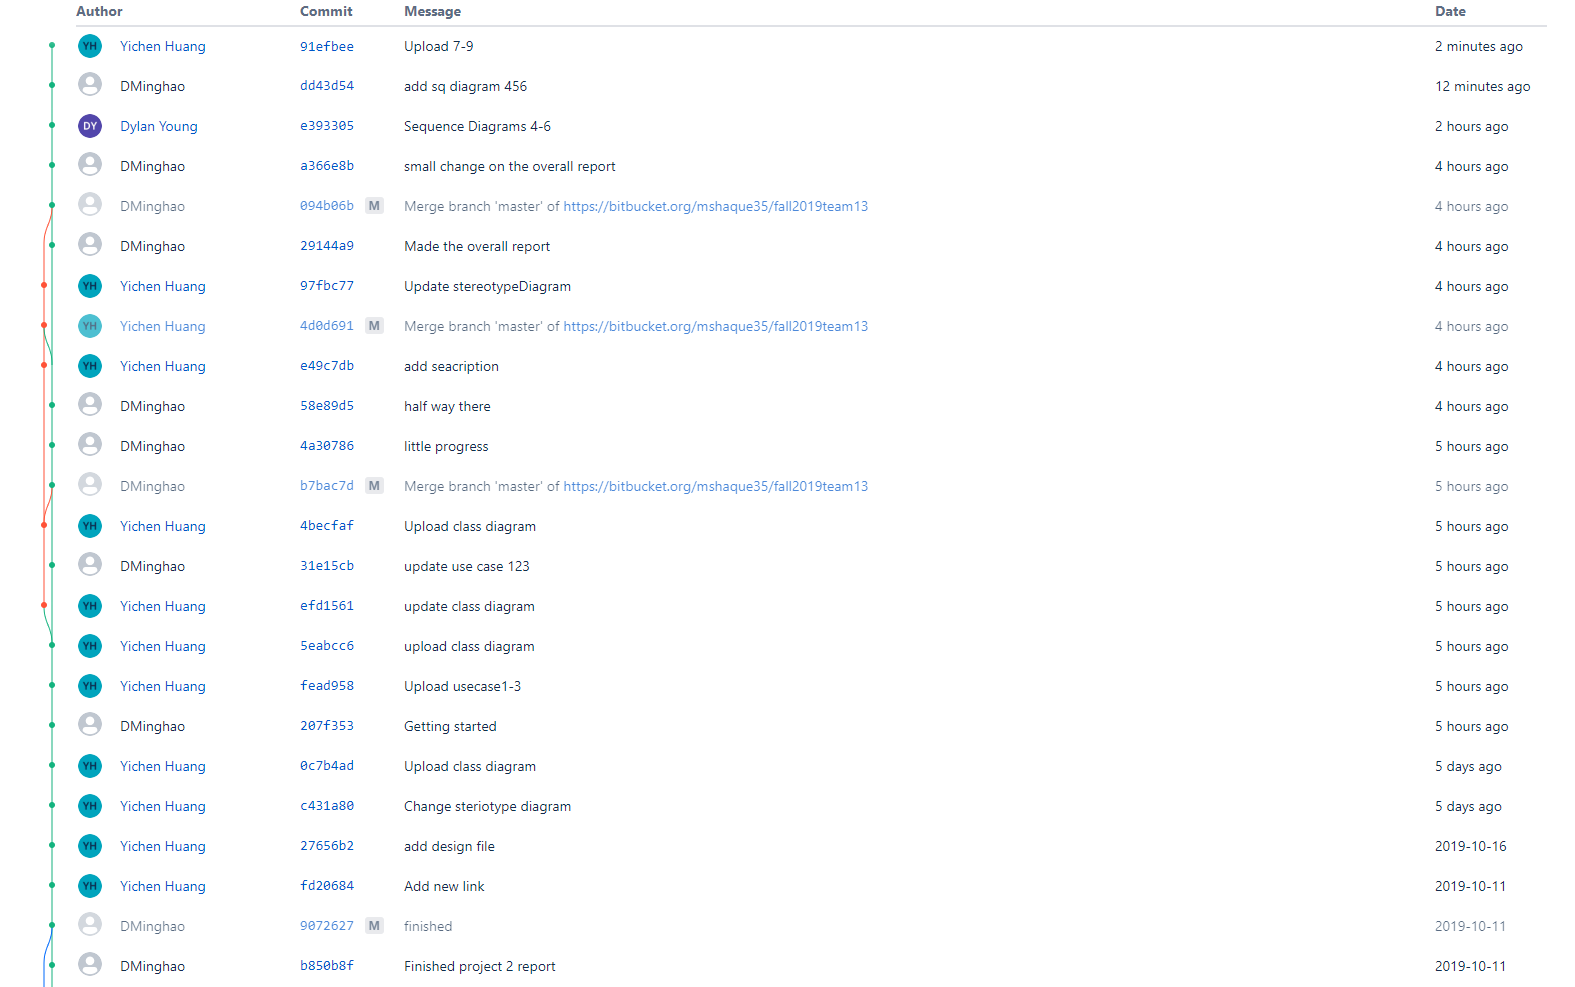 Author Commit Message Date
YH Yichen Huang 91efbee Upload 7-9 2 minutes ago
DMinghao dd43d54 add sq diagram 456 12 minutes ago
DY Dylan Young e393305 Sequence Diagrams 4-6 2 hours ago
DMinghao a366e8b small change on the overall report 4 hours ago
DMinghao 094b06b M Merge branch 'master' of https://bitbucket.org/mshaque35/fall2019team13 4 hours ago
DMinghao 29144a9 Made the overall report 4 hours ago
YH Yichen Huang 97fbc77 Update stereotypeDiagram 4 hours ago
YH Yichen Huang 4d0d691 M Merge branch 'master' of https://bitbucket.org/mshaque35/fall2019team13 4 hours ago
YH Yichen Huang e49c7db add seacription 4 hours ago
DMinghao 58e89d5 half way there 4 hours ago
DMinghao 4a30786 little progress 5 hours ago
DMinghao b7bac7d M Merge branch 'master' of https://bitbucket.org/mshaque35/fall2019team13 5 hours ago
YH Yichen Huang 4becfaf Upload class diagram 5 hours ago
DMinghao 31e15cb update use case 123 5 hours ago
YH Yichen Huang efd1561 update class diagram 5 hours ago
YH Yichen Huang 5eabcc6 upload class diagram 5 hours ago
YH Yichen Huang fead958 Upload usecase1-3 5 hours ago
DMinghao 207f353 Getting started 5 hours ago
YH Yichen Huang 0c7b4ad Upload class diagram 5 days ago
YH Yichen Huang c431a80 Change steriotype diagram 5 days ago
YH Yichen Huang 27656b2 add design file 2019-10-16
YH Yichen Huang fd20684 Add new link 2019-10-11
DMinghao 9072627 M finished 2019-10-11
DMinghao b850b8f Finished project 2 report 2019-10-11